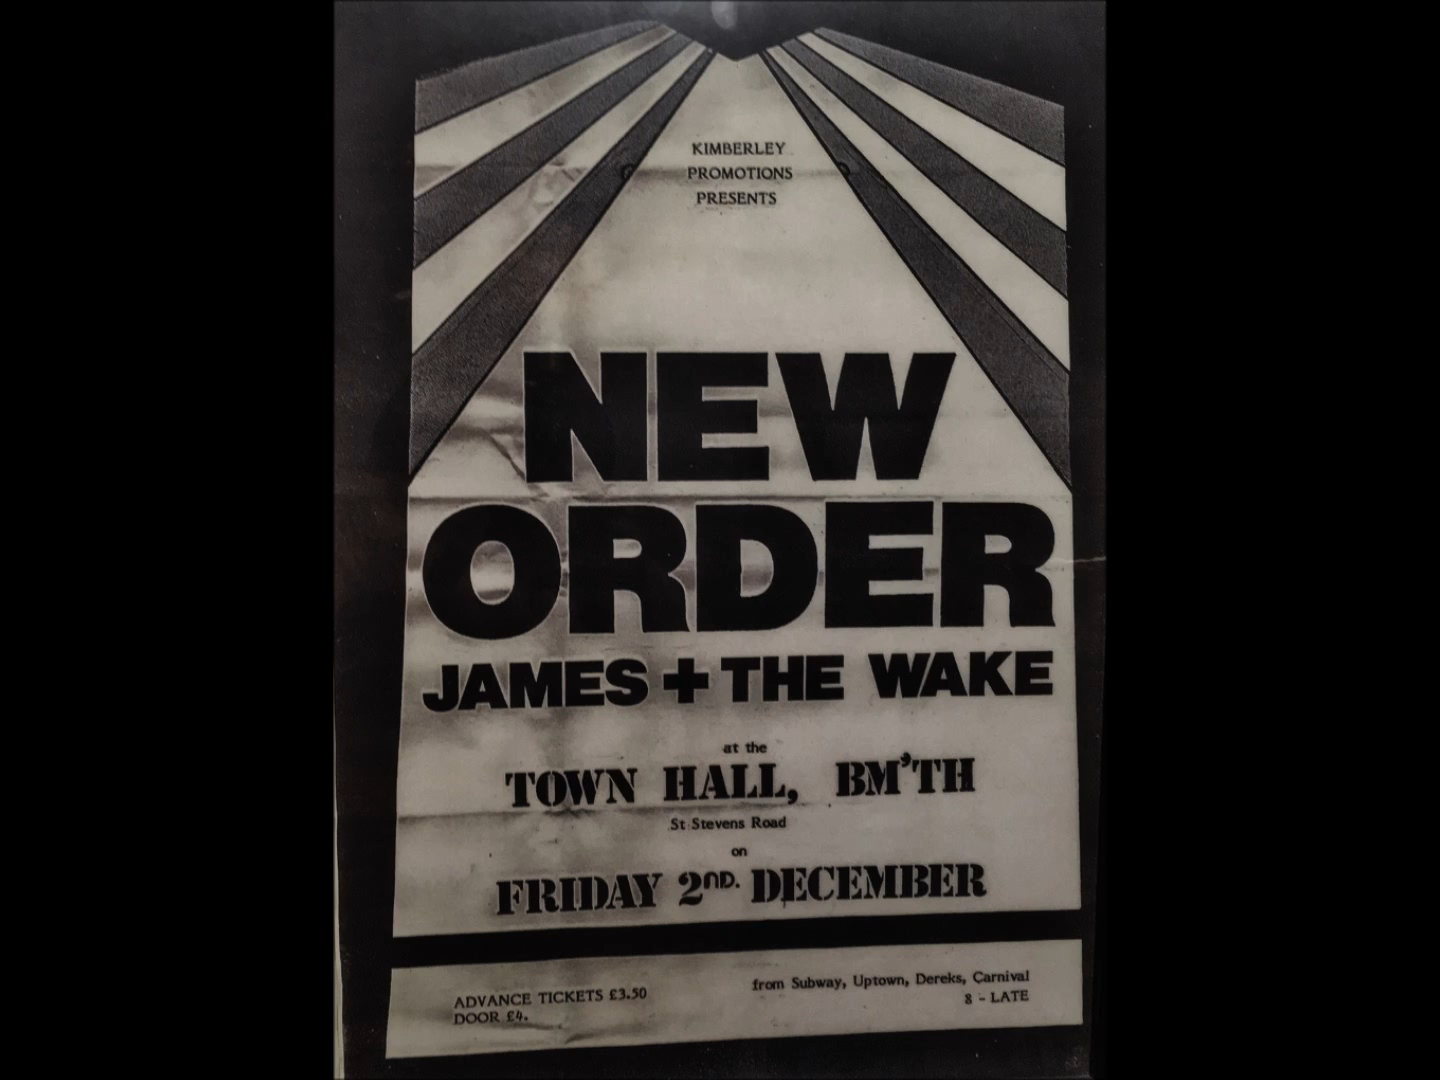 KIMBERLEY
PROMOTIONS
PRESENTS
NEW
ORDER
JAMES + THE WAKE
at the
TOWN HALL, BM'TH
St Stevens Road
on
FRIDAY 2ND. DECEMBER
ADVANCE TICKETS £3.50
DOOR £4.
from Subway, Uptown, Dereks, Carnival
8 - LATE